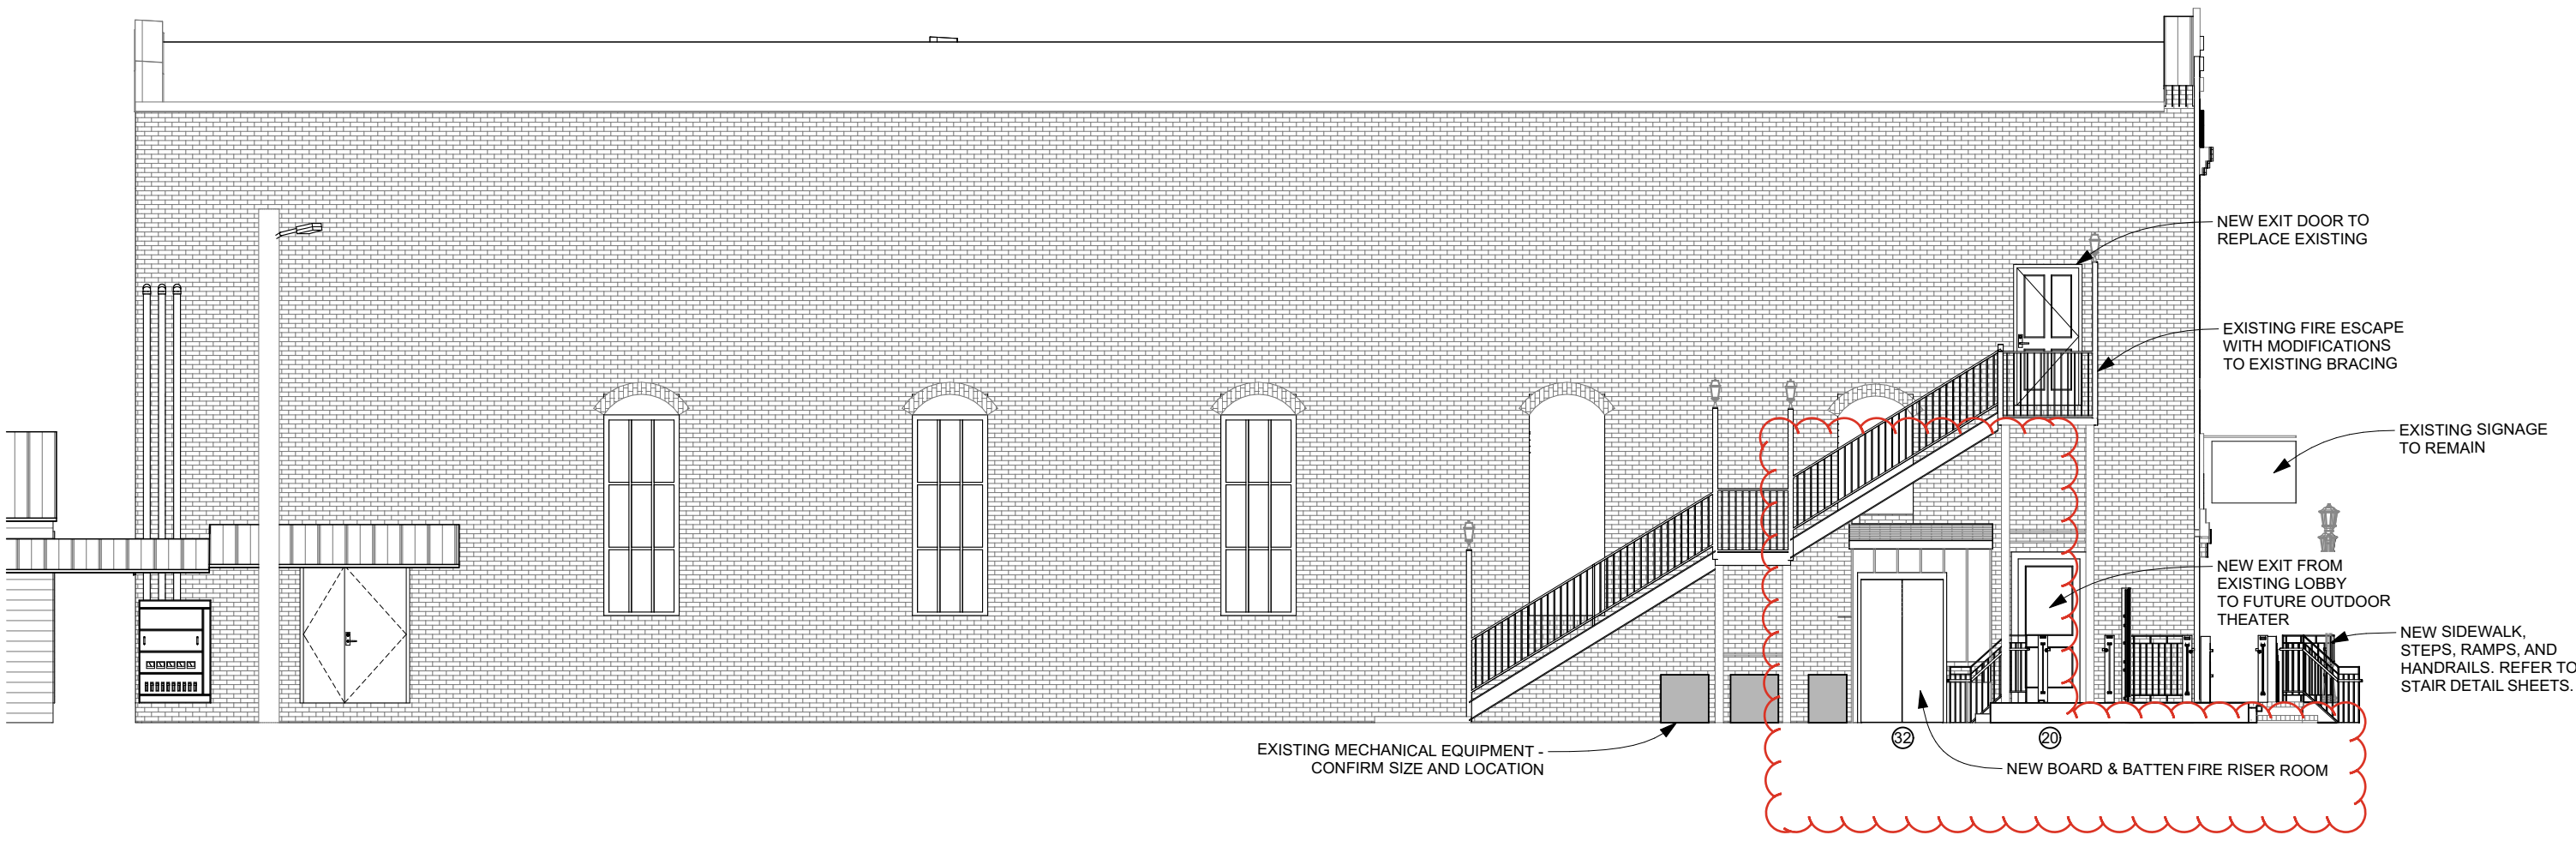 NEW EXIT DOOR TO
REPLACE EXISTING
EXISTING FIRE ESCAPE
WITH MODIFICATIONS
TO EXISTING BRACING
EXISTING SIGNAGE
TO REMAIN
NEW EXIT FROM
EXISTING LOBBY
TO FUTURE OUTDOOR
THEATER
NEW SIDEWALK,
STEPS, RAMPS, AND
HANDRAILS. REFER TO
STAIR DETAIL SHEETS.
32
20
EXISTING MECHANICAL EQUIPMENT -
CONFIRM SIZE AND LOCATION
NEW BOARD & BATTEN FIRE RISER ROOM